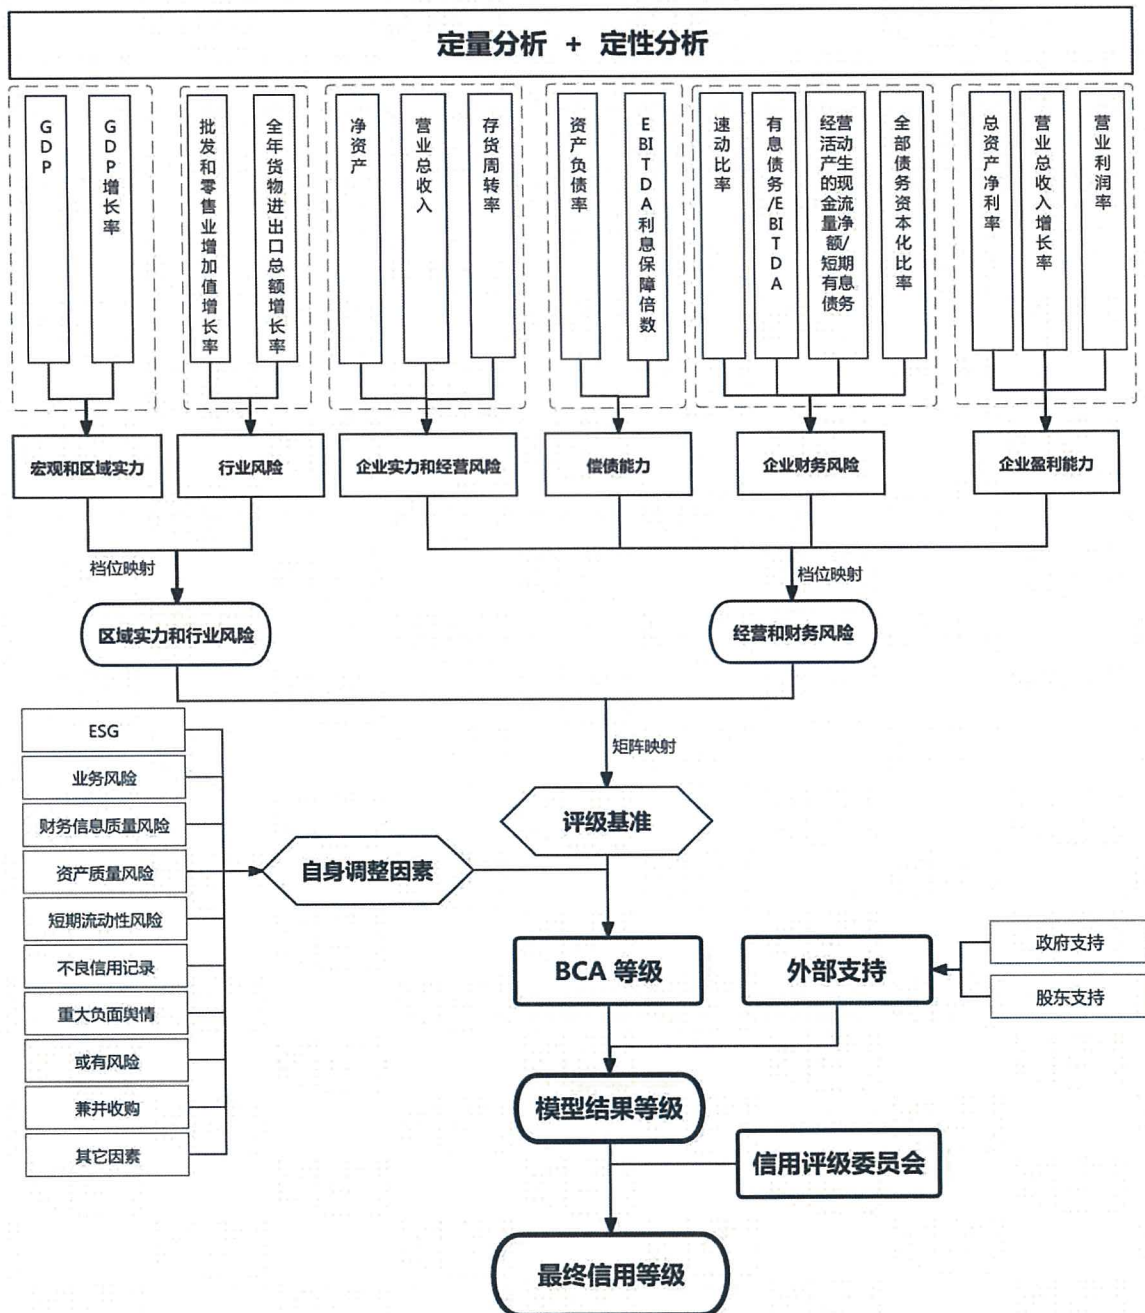 定量分析 + 定性分析
GDP
GDP增长率
批发和零售业增加值增长率
全年货物进出口总额增长率
净资产
营业总收入
存货周转率
资产负债率
EBITDA利息保障倍数
速动比率
有息债务/EBITDA
经营
活动
产生
的现
金流
量净
额/
短期
有息
债务
全部债务资本化比率
总资产净利率
营业总收入增长率
营业利润率
宏观和区域实力
行业风险
企业实力和经营风险
偿债能力
企业财务风险
企业盈利能力
档位映射
档位映射
区域实力和行业风险
经营和财务风险
矩阵映射
ESG
业务风险
财务信息质量风险
资产质量风险
短期流动性风险
不良信用记录
重大负面舆情
或有风险
兼并收购
其它因素
自身调整因素
评级基准
BCA 等级
外部支持
政府支持
股东支持
模型结果等级
信用评级委员会
最终信用等级